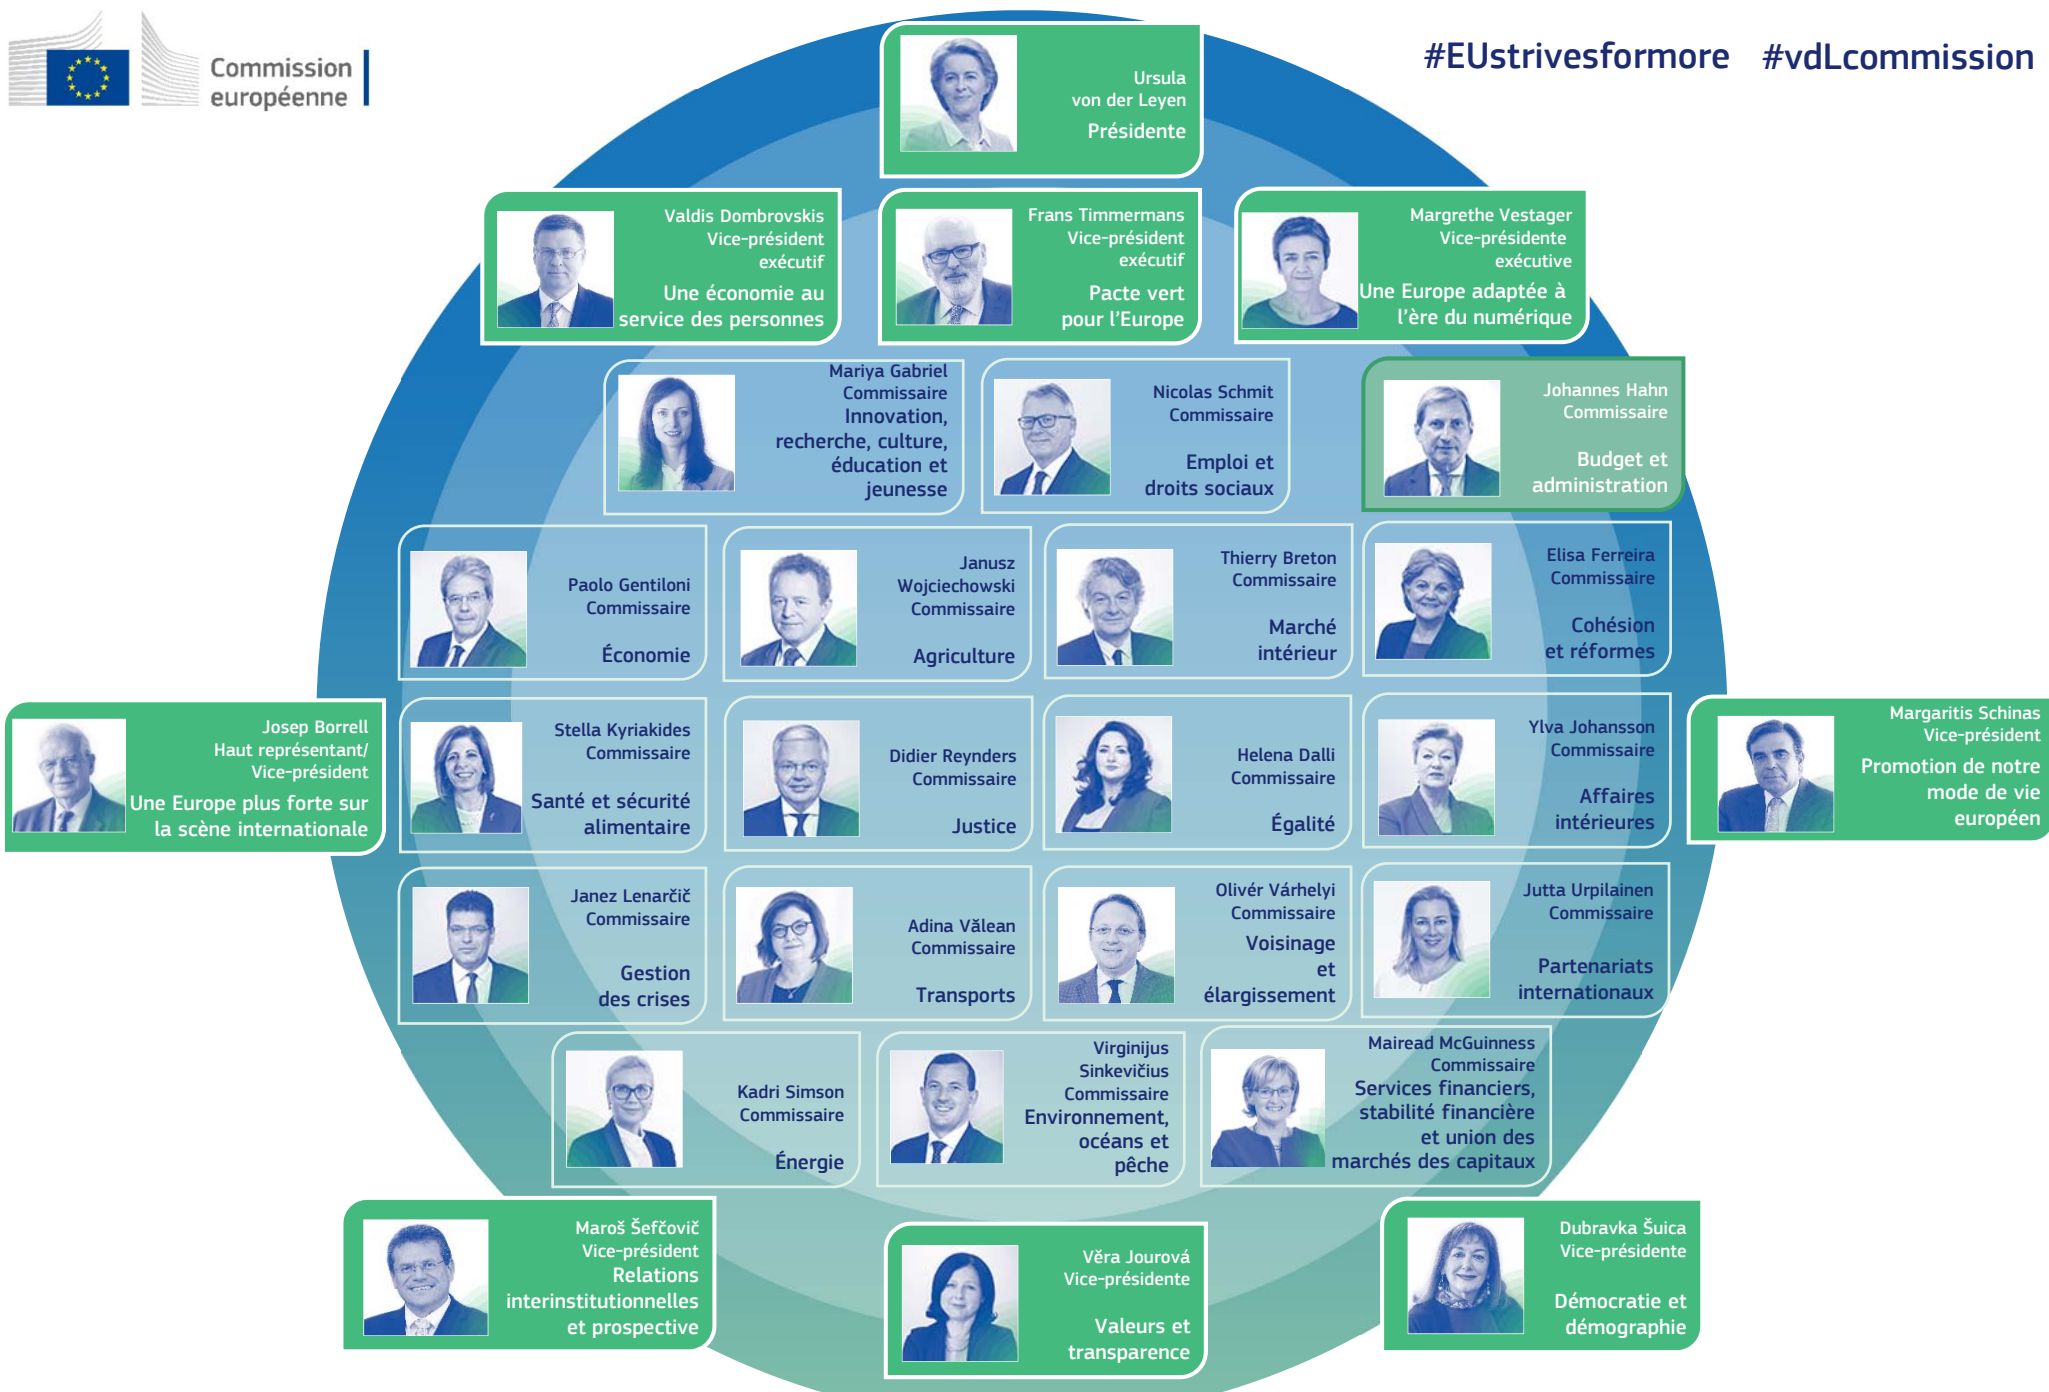 Commission
européenne
#EUstrivesformore #vdLcommission
Ursula
von der Leyen
Présidente
Valdis Dombrovskis
Vice-président
exécutif
Une économie au
service des personnes
Frans Timmermans
Vice-président
exécutif
Pacte vert
pour l'Europe
Margrethe Vestager
Vice-présidente
exécutive
Une Europe adaptée à
l'ère du numérique
Mariya Gabriel
Commissaire
Innovation,
recherche, culture,
éducation et
jeunesse
Nicolas Schmit
Commissaire
Emploi et
droits sociaux
Johannes Hahn
Commissaire
Budget et
administration
Paolo Gentiloni
Commissaire
Économie
Janusz
Wojciechowski
Commissaire
Agriculture
Thierry Breton
Commissaire
Marché
intérieur
Elisa Ferreira
Commissaire
Cohésion
et réformes
Josep Borrell
Haut représentant/
Vice-président
Une Europe plus forte sur
la scène internationale
Stella Kyriakides
Commissaire
Santé et sécurité
alimentaire
Didier Reynders
Commissaire
Justice
Helena Dalli
Commissaire
Égalité
Ylva Johansson
Commissaire
Affaires
intérieures
Margaritis Schinas
Vice-président
Promotion de notre
mode de vie
européen
Janez Lenarčič
Commissaire
Gestion
des crises
Adina Vălean
Commissaire
Transports
Olivér Várhelyi
Commissaire
Voisinage
et
élargissement
Jutta Urpilainen
Commissaire
Partenariats
internationaux
Kadri Simson
Commissaire
Énergie
Virginijus
Sinkevičius
Commissaire
Environnement,
océans et
pêche
Mairead McGuinness
Commissaire
Services financiers,
stabilité financière
et union des
marchés des capitaux
Maroš Šefčovič
Vice-président
Relations
interinstitutionnelles
et prospective
Věra Jourová
Vice-présidente
Valeurs et
transparence
Dubravka Šuica
Vice-présidente
Démocratie et
démographie